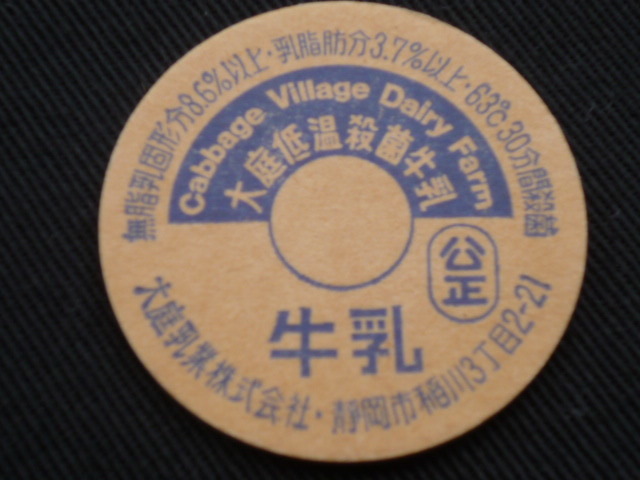 無脂乳固形分8.6%以上・乳脂肪分3.7%以上・63℃30分間殺菌
Cabbage Village Dairy Farm
大庭低温殺菌牛乳
公正
牛乳
大庭乳業株式会社・静岡市稲川3丁目2-21